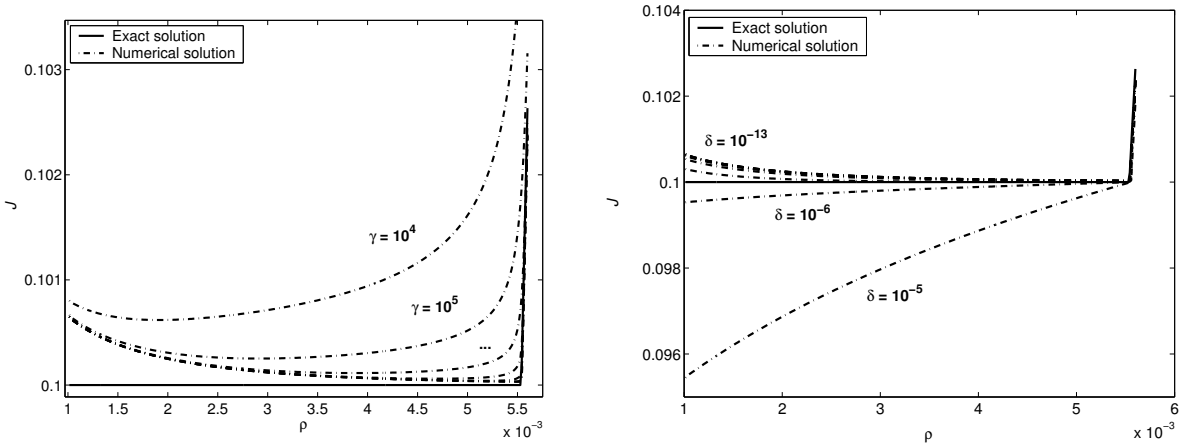 Exact solution
Numerical solution
0.103
0.102
0.101
0.1
J
γ = 10⁴
γ = 10⁵
...
1 1.5 2 2.5 3 3.5 4 4.5 5 5.5
ρ
x 10⁻³
Exact solution
Numerical solution
0.104
0.102
0.1
0.098
0.096
J
δ = 10⁻¹³
δ = 10⁻⁶
δ = 10⁻⁵
1 2 3 4 5 6
ρ
x 10⁻³